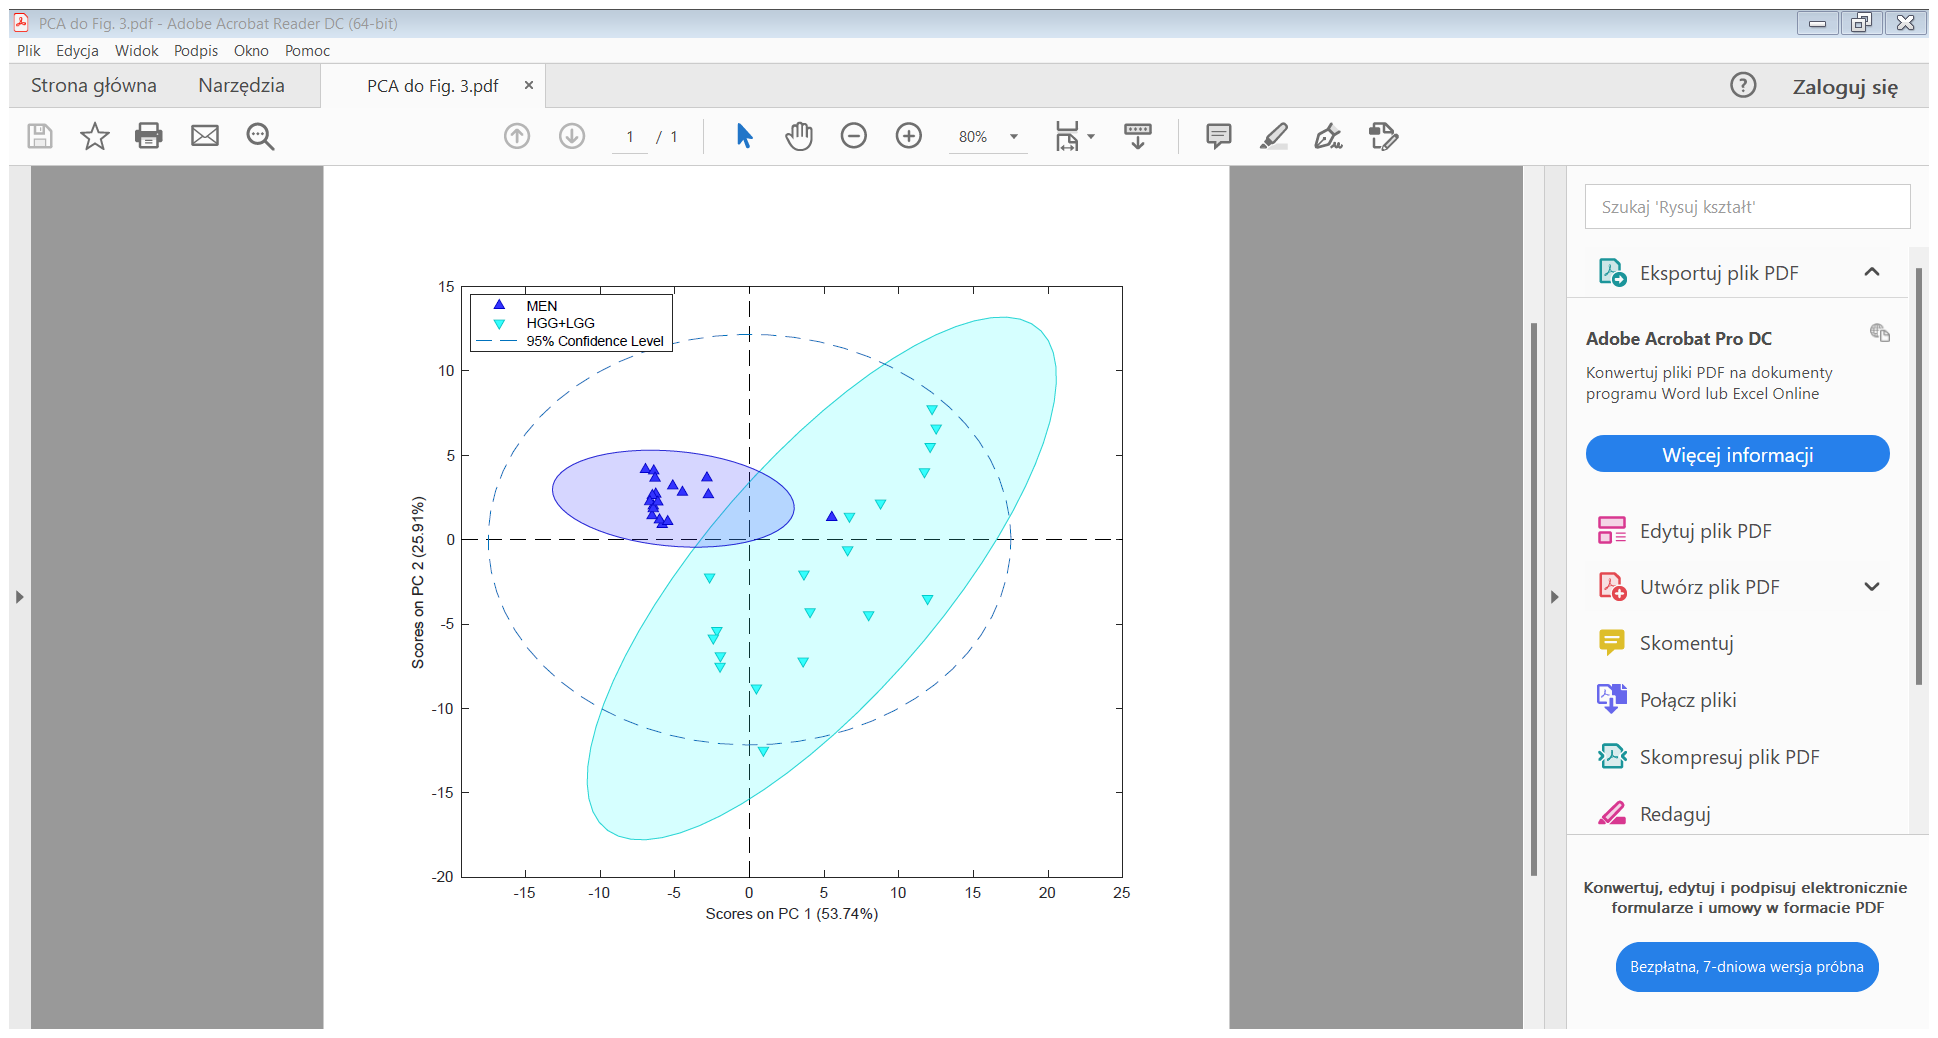 PCA do Fig. 3.pdf - Adobe Acrobat Reader DC (64-bit)
Plik Edycja Widok Podpis Okno Pomoc
Strona główna Narzędzia PCA do Fig. 3.pdf × ? Zaloguj się
1 / 1 80%
Szukaj 'Rysuj kształt'
Eksportuj plik PDF
Adobe Acrobat Pro DC
Konwertuj pliki PDF na dokumenty
programu Word lub Excel Online
Więcej informacji
Edytuj plik PDF
Utwórz plik PDF
Skomentuj
Połącz pliki
Skompresuj plik PDF
Redaguj
Konwertuj, edytuj i podpisuj elektronicznie
formularze i umowy w formacie PDF
Bezpłatna, 7-dniowa wersja próbna
MEN
HGG+LGG
95% Confidence Level
15
10
5
0
-5
-10
-15
-20
Scores on PC 2 (25.91%)
-15 -10 -5 0 5 10 15 20 25
Scores on PC 1 (53.74%)